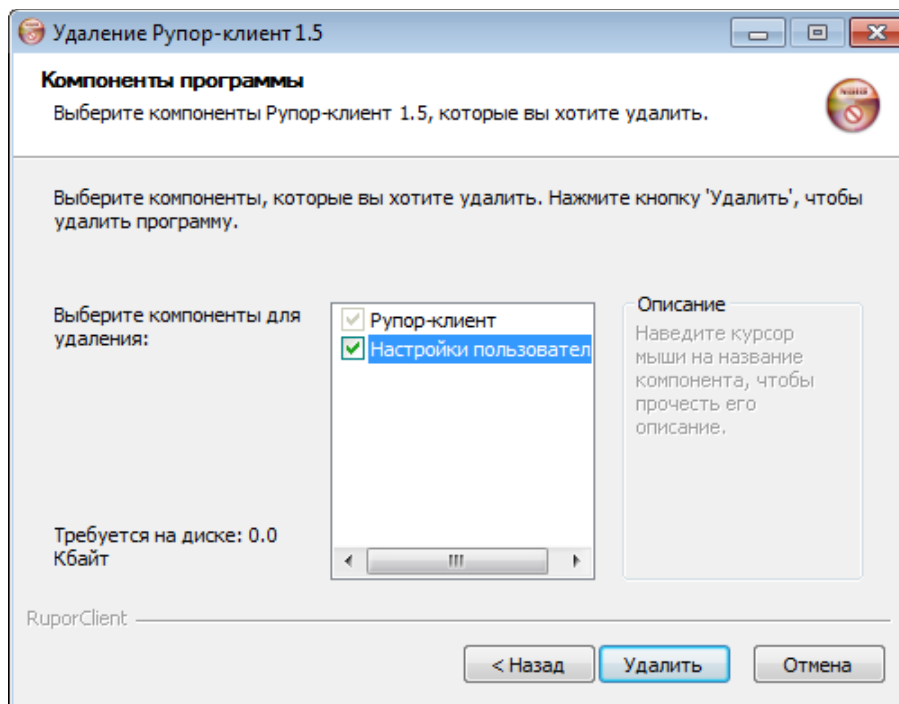 Удаление Рупор-клиент 1.5
Компоненты программы
Выберите компоненты Рупор-клиент 1.5, которые вы хотите удалить.
Выберите компоненты, которые вы хотите удалить. Нажмите кнопку 'Удалить', чтобы
удалить программу.
Выберите компоненты для
удаления:
Рупор-клиент
Настройки пользовател
Описание
Наведите курсор
мыши на название
компонента, чтобы
прочесть его
описание.
Требуется на диске: 0.0
Кбайт
RuporClient
< Назад
Удалить
Отмена